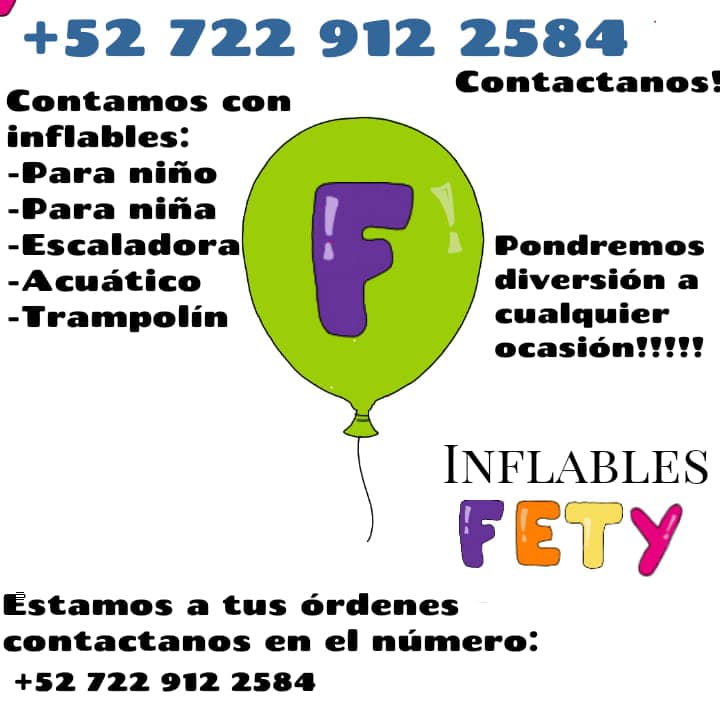 +52 722 912 2584
Contactanos!
Contamos con
inflables:
-Para niño
-Para niña
-Escaladora
-Acuático
-Trampolín
F
Pondremos
diversión a
cualquier
ocasión!!!!!
INFLABLES
FETY
Estamos a tus órdenes
contactanos en el número:
+52 722 912 2584